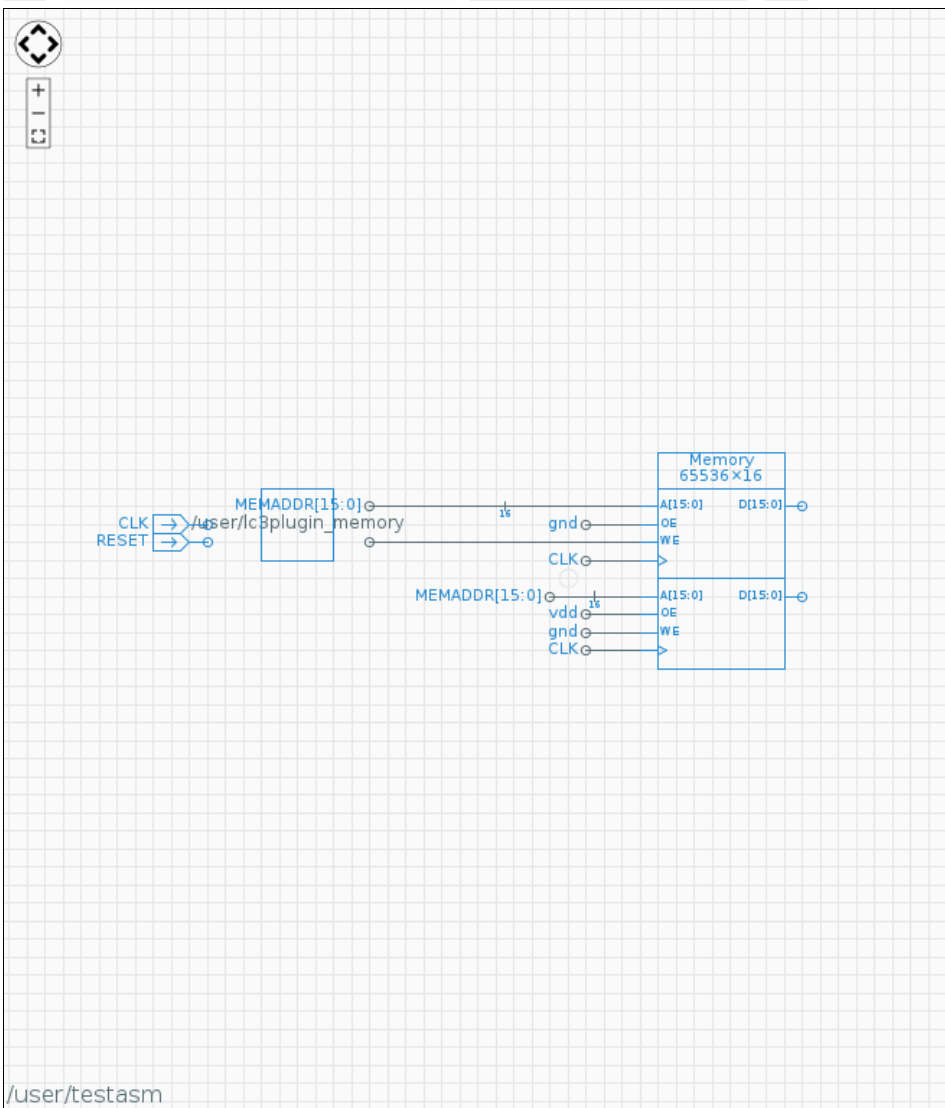 +
−
Memory
65536×16
MEMADDR[15:0]
16
A[15:0]
D[15:0]
CLK
/user/lc3plugin_memory
gnd
OE
RESET
WE
CLK
MEMADDR[15:0]
16
A[15:0]
D[15:0]
vdd
OE
gnd
WE
CLK
/user/testasm